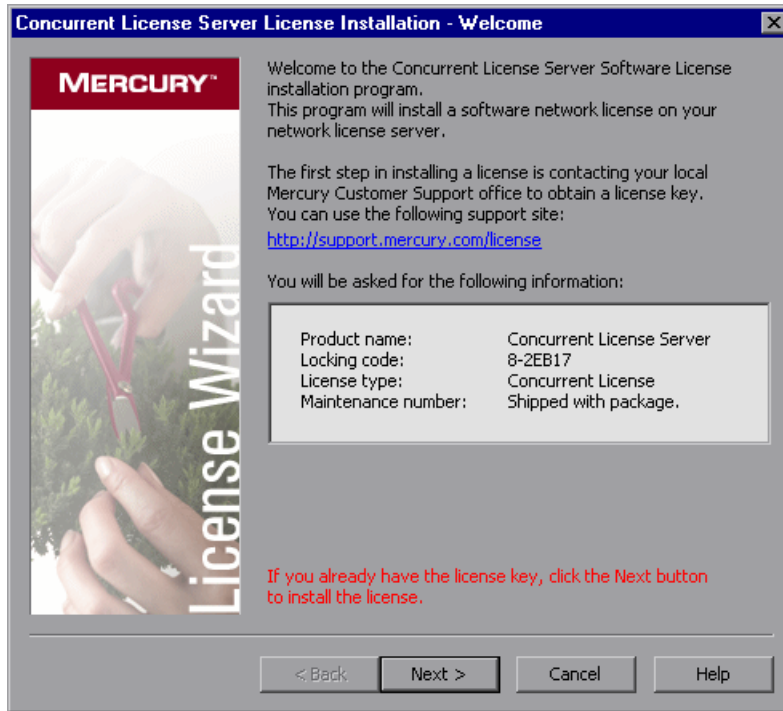 Concurrent License Server License Installation - Welcome
MERCURY™
License Wizard
Welcome to the Concurrent License Server Software License
installation program.
This program will install a software network license on your
network license server.
The first step in installing a license is contacting your local
Mercury Customer Support office to obtain a license key.
You can use the following support site:
http://support.mercury.com/license
You will be asked for the following information:
Product name: Concurrent License Server
Locking code: 8-2EB17
License type: Concurrent License
Maintenance number: Shipped with package.
If you already have the license key, click the Next button
to install the license.
< Back Next > Cancel Help